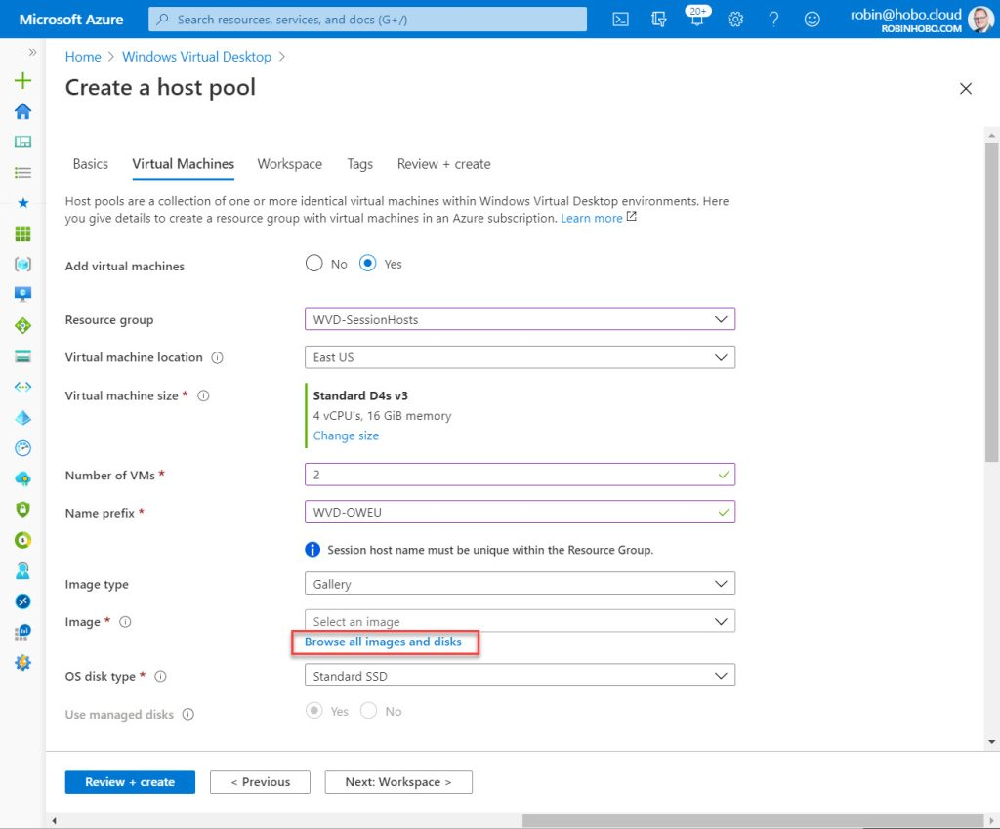 Microsoft Azure
Search resources, services, and docs (G+/)
20+
robin@hobo.cloud
ROBINHOBO.COM
Home > Windows Virtual Desktop >
Create a host pool
Basics Virtual Machines Workspace Tags Review + create
Host pools are a collection of one or more identical virtual machines within Windows Virtual Desktop environments. Here
you give details to create a resource group with virtual machines in an Azure subscription. Learn more
Add virtual machines No Yes
Resource group WVD-SessionHosts
Virtual machine location East US
Virtual machine size * Standard D4s v3
4 vCPU's, 16 GiB memory
Change size
Number of VMs * 2
Name prefix * WVD-OWEU
Session host name must be unique within the Resource Group.
Image type Gallery
Image * Select an image
Browse all images and disks
OS disk type * Standard SSD
Use managed disks Yes No
Review + create < Previous Next: Workspace >